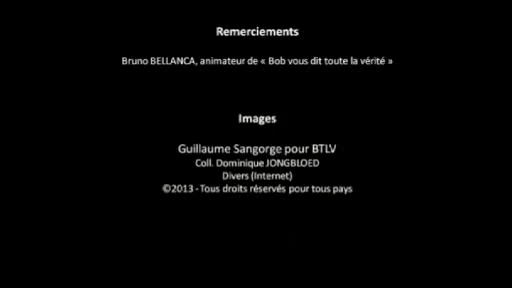 Remerciements
Bruno BELLANCA, animateur de « Bob vous dit toute la vérité »
Images
Guillaume Sangorge pour BTLV
Coll. Dominique JONGBLOED
Divers (Internet)
©2013 - Tous droits réservés pour tous pays